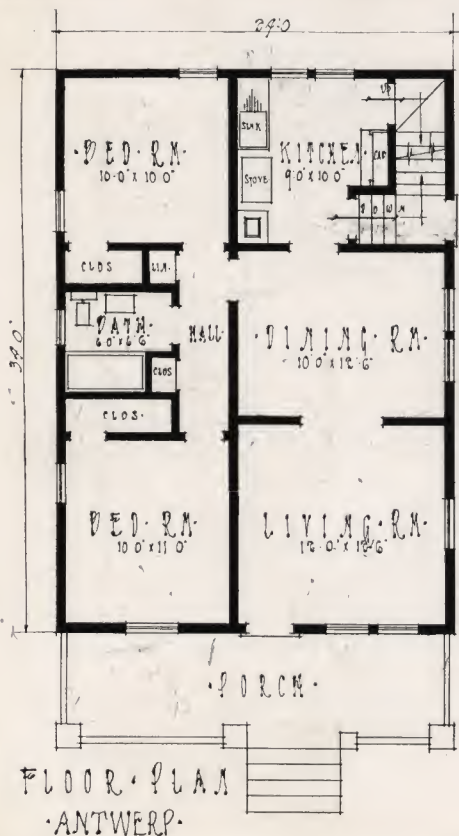 24'-0"
34'-0"
UP
SINK
·BED·RM·
10'-0" X 10'-0"
KITCHEN
9'-0" X 10'-0"
CAP
STOVE
DOWN
CLOS
LIN.
·BATH·
6'-0" X 6'-6"
HALL·
·DINING·RM·
10'-0" X 12'-6"
CLOS
CLOS·
·BED·RM·
10'-0" X 11'-0"
LIVING·RM·
12'-0" X 12'-6"
·PORCH·
FLOOR·PLAN
·ANTWERP·